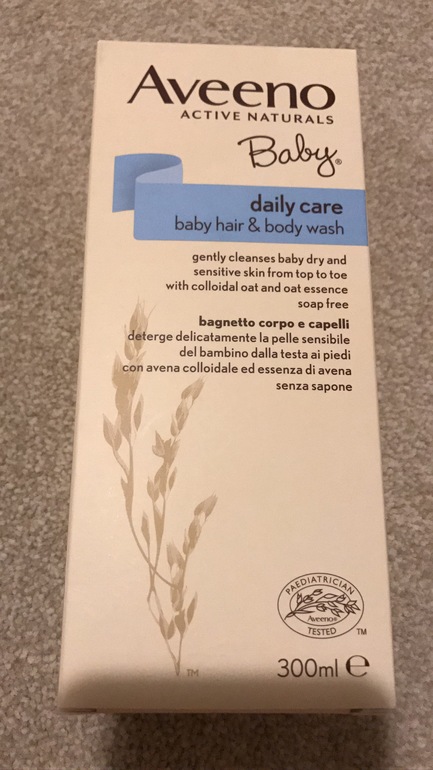 Aveeno
ACTIVE NATURALS
Baby®
daily care
baby hair & body wash
gently cleanses baby dry and
sensitive skin from top to toe
with colloidal oat and oat essence
soap free
bagnetto corpo e capelli
deterge delicatamente la pelle sensibile
del bambino dalla testa ai piedi
con avena colloidale ed essenza di avena
senza sapone
PAEDIATRICIAN
Aveeno®
TESTED
TM
TM
300ml e